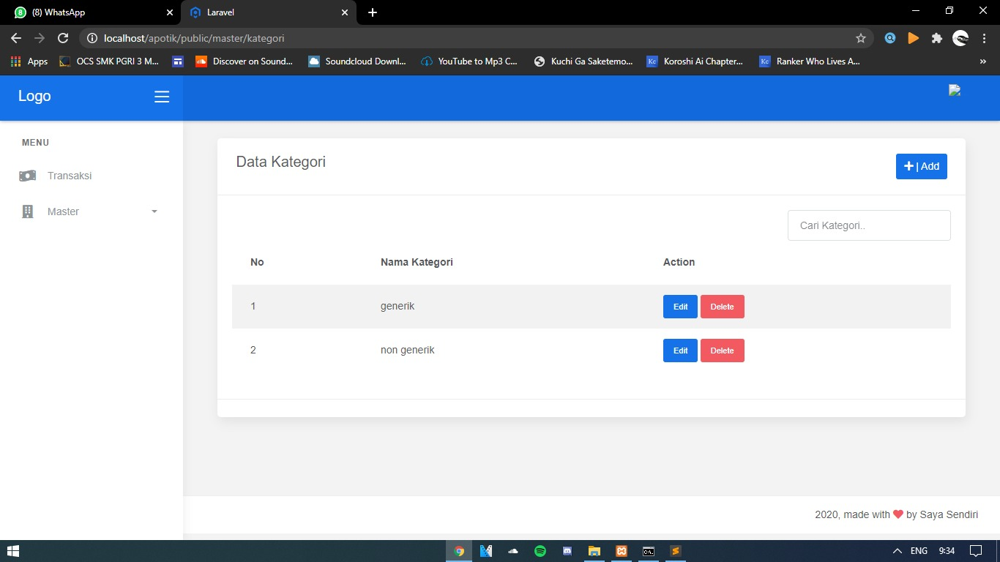 (8) WhatsApp
Laravel
localhost/apotik/public/master/kategori
Apps
OCS SMK PGRI 3 M...
Discover on Sound...
Soundcloud Downl...
YouTube to Mp3 C...
Kuchi Ga Saketemo...
Kc
Koroshi Ai Chapter...
Kc
Ranker Who Lives A...
»
Logo
MENU
Transaksi
Master
Data Kategori
+ | Add
Cari Kategori..
No Nama Kategori Action
1 generik Edit Delete
2 non generik Edit Delete
2020, made with ❤ by Saya Sendiri
ENG 9:34